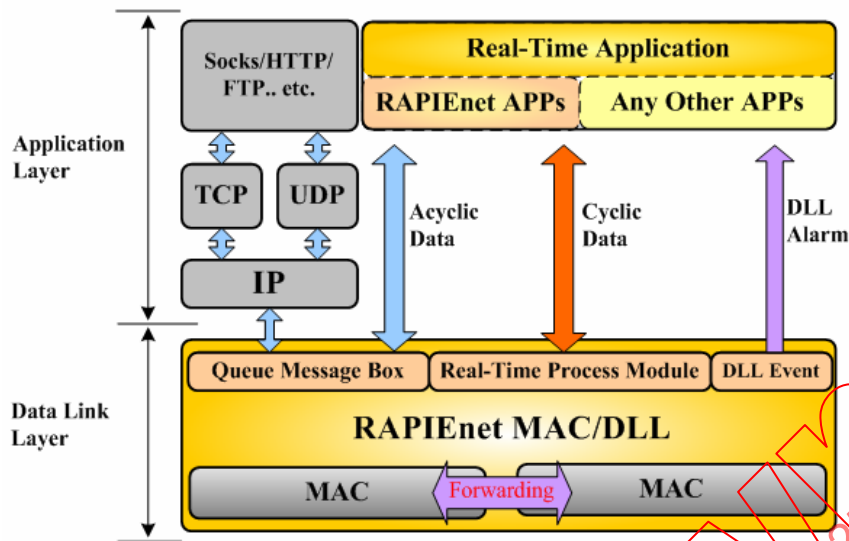 Socks/HTTP/
FTP.. etc.
Real-Time Application
RAPIEnet APPs
Any Other APPs
Application
Layer
TCP
UDP
Acyclic
Data
Cyclic
Data
DLL
Alarm
IP
Queue Message Box
Real-Time Process Module
DLL Event
Data Link
Layer
RAPIEnet MAC/DLL
MAC
Forwarding
MAC